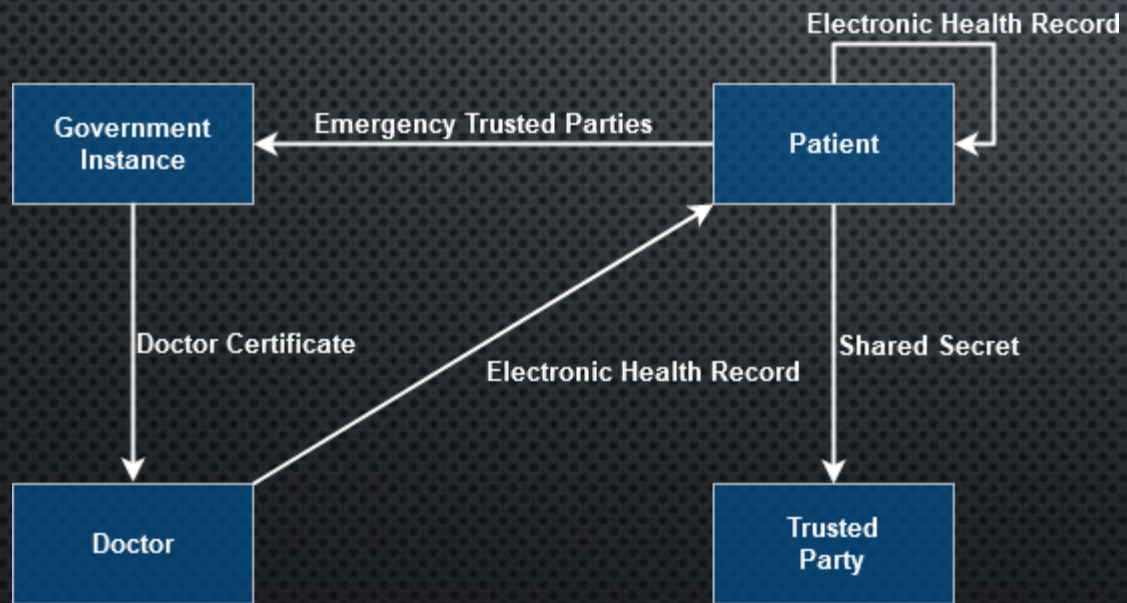 Electronic Health Record
Government
Instance
Emergency Trusted Parties
Patient
Doctor Certificate
Shared Secret
Electronic Health Record
Doctor
Trusted
Party